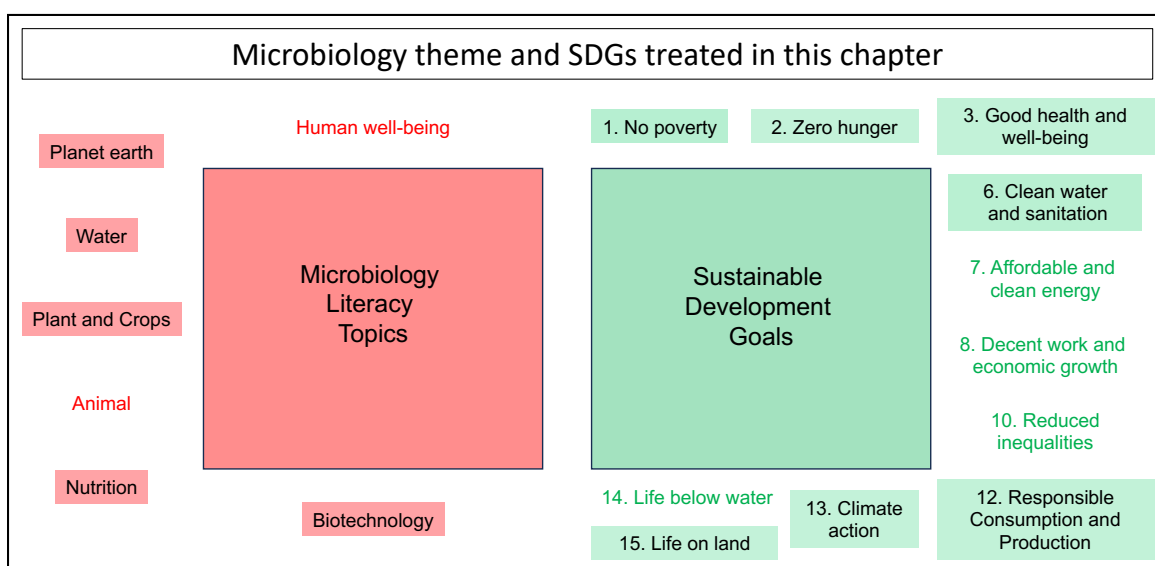 Microbiology theme and SDGs treated in this chapter
Human well-being
Planet earth
Water
Plant and Crops
Animal
Nutrition
Biotechnology
Microbiology
Literacy
Topics
1. No poverty
2. Zero hunger
3. Good health and
well-being
6. Clean water
and sanitation
7. Affordable and
clean energy
8. Decent work and
economic growth
10. Reduced
inequalities
12. Responsible
Consumption and
Production
13. Climate
action
14. Life below water
15. Life on land
Sustainable
Development
Goals